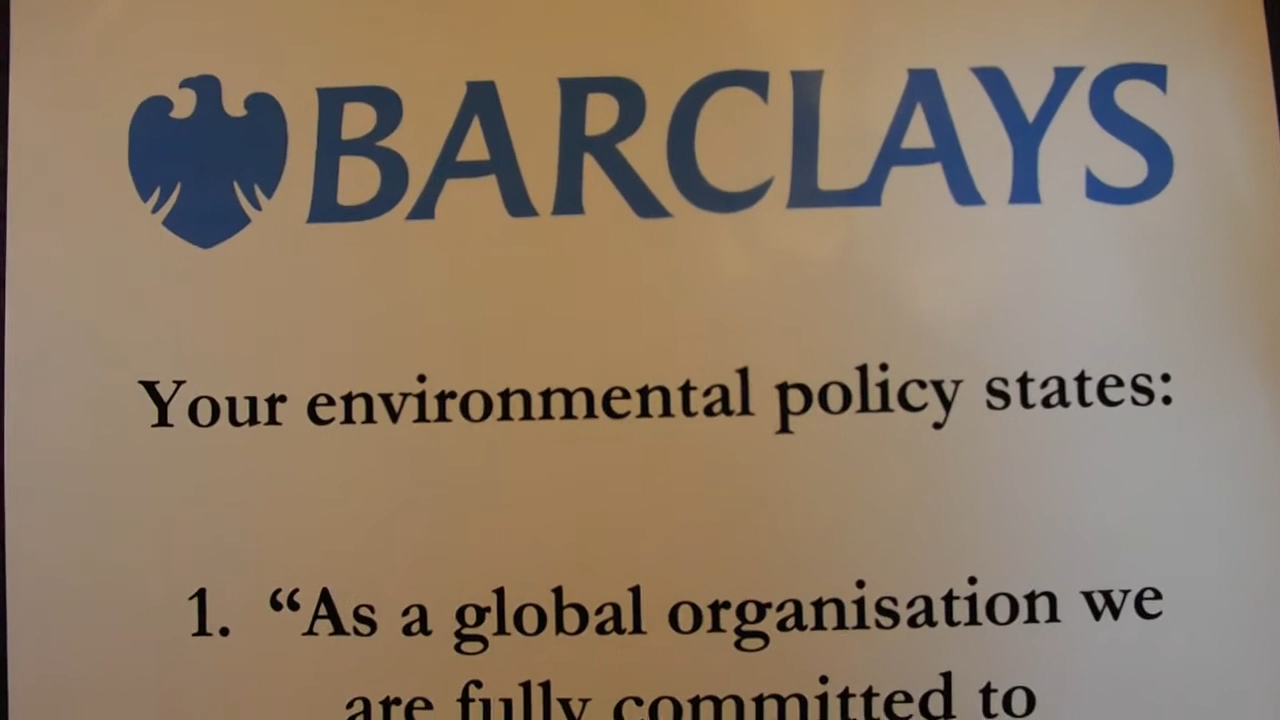 BARCLAYS
Your environmental policy states:
1. “As a global organisation we
are fully committed to